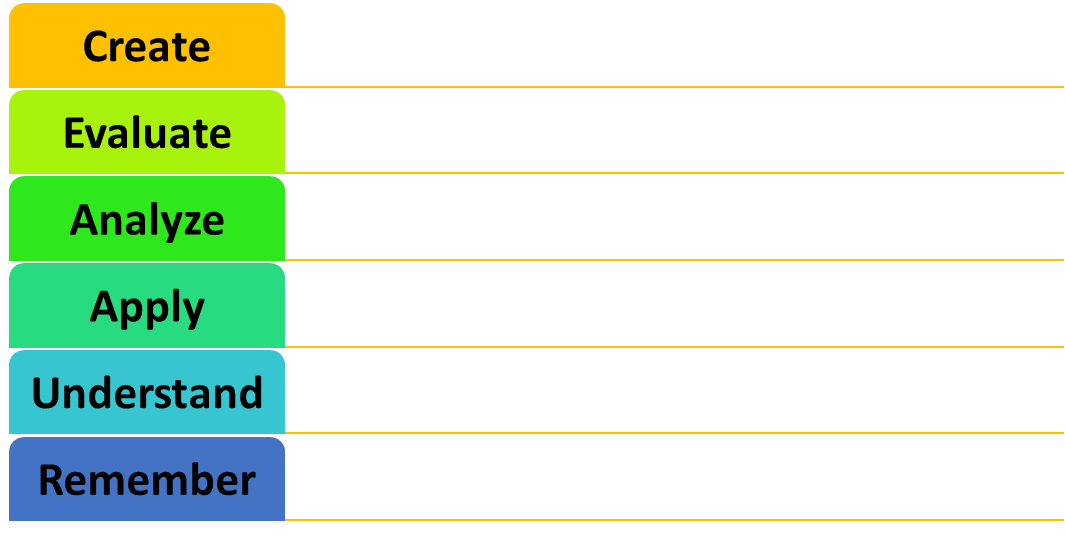 Create
Evaluate
Analyze
Apply
Understand
Remember